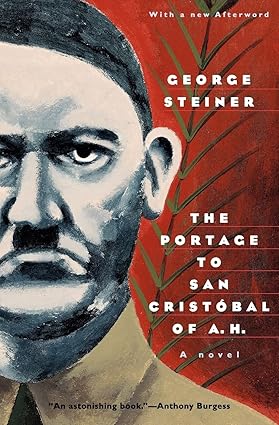 With a new Afterword
GEORGE
STEINER
THE
PORTAGE
TO
SAN
CRISTÓBAL
OF A.H.
A novel
"An astonishing book."—Anthony Burgess